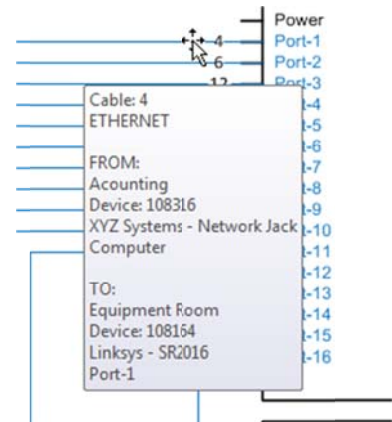 Power
4 Port-1
6 Port-2
12 Port-3
t-4
t-5
t-6
t-7
t-8
t-9
t-10
t-11
t-12
t-13
t-14
t-15
t-16
Cable: 4
ETHERNET
FROM:
Acounting
Device: 108316
XYZ Systems - Network Jack
Computer
TO:
Equipment Room
Device: 108164
Linksys - SR2016
Port-1